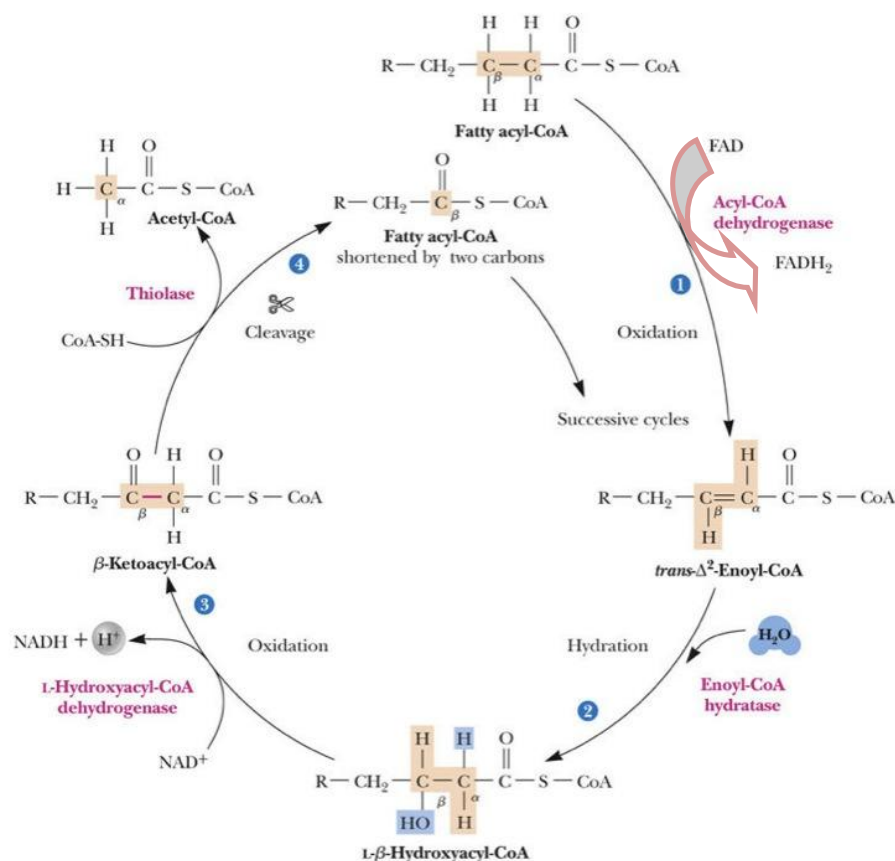 H H O
R—CH₂—C—C—C—S—CoA
β α
H H
Fatty acyl-CoA
FAD
Acyl-CoA
dehydrogenase
FADH₂
1
Oxidation
H O
H—C—C—S—CoA
α
H
Acetyl-CoA
O
R—CH₂—C—S—CoA
β
Fatty acyl-CoA
shortened by two carbons
4
Thiolase
CoA-SH
Cleavage
Successive cycles
H O
R—CH₂—C=C—C—S—CoA
β α
H
trans-Δ²-Enoyl-CoA
Hydration
H₂O
Enoyl-CoA
hydratase
2
H H O
R—CH₂—C—C—C—S—CoA
β α
HO H
L-β-Hydroxyacyl-CoA
O H O
R—CH₂—C—C—C—S—CoA
β α
H
β-Ketoacyl-CoA
3
Oxidation
NADH + H⁺
L-Hydroxyacyl-CoA
dehydrogenase
NAD⁺